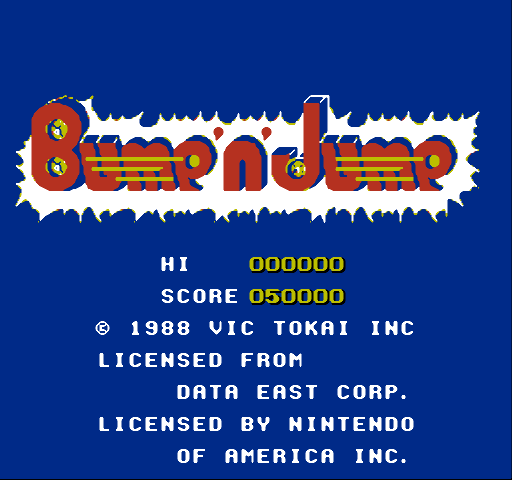 Bump 'n' Jump
HI 000000
SCORE 050000
© 1988 VIC TOKAI INC
LICENSED FROM
DATA EAST CORP.
LICENSED BY NINTENDO
OF AMERICA INC.